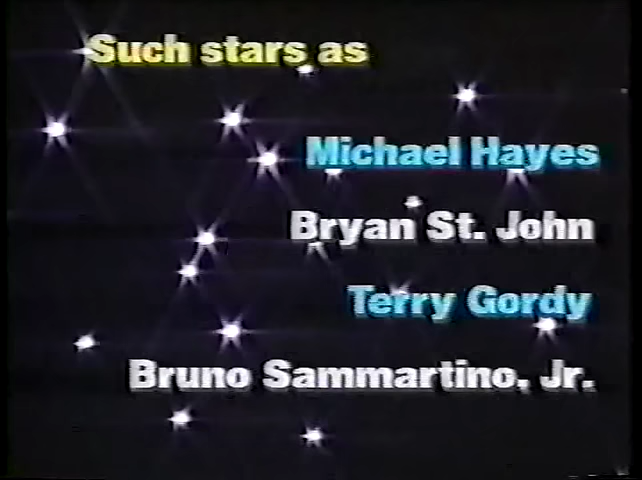 Such stars as
Michael Hayes
Bryan St. John
Terry Gordy
Bruno Sammartino, Jr.